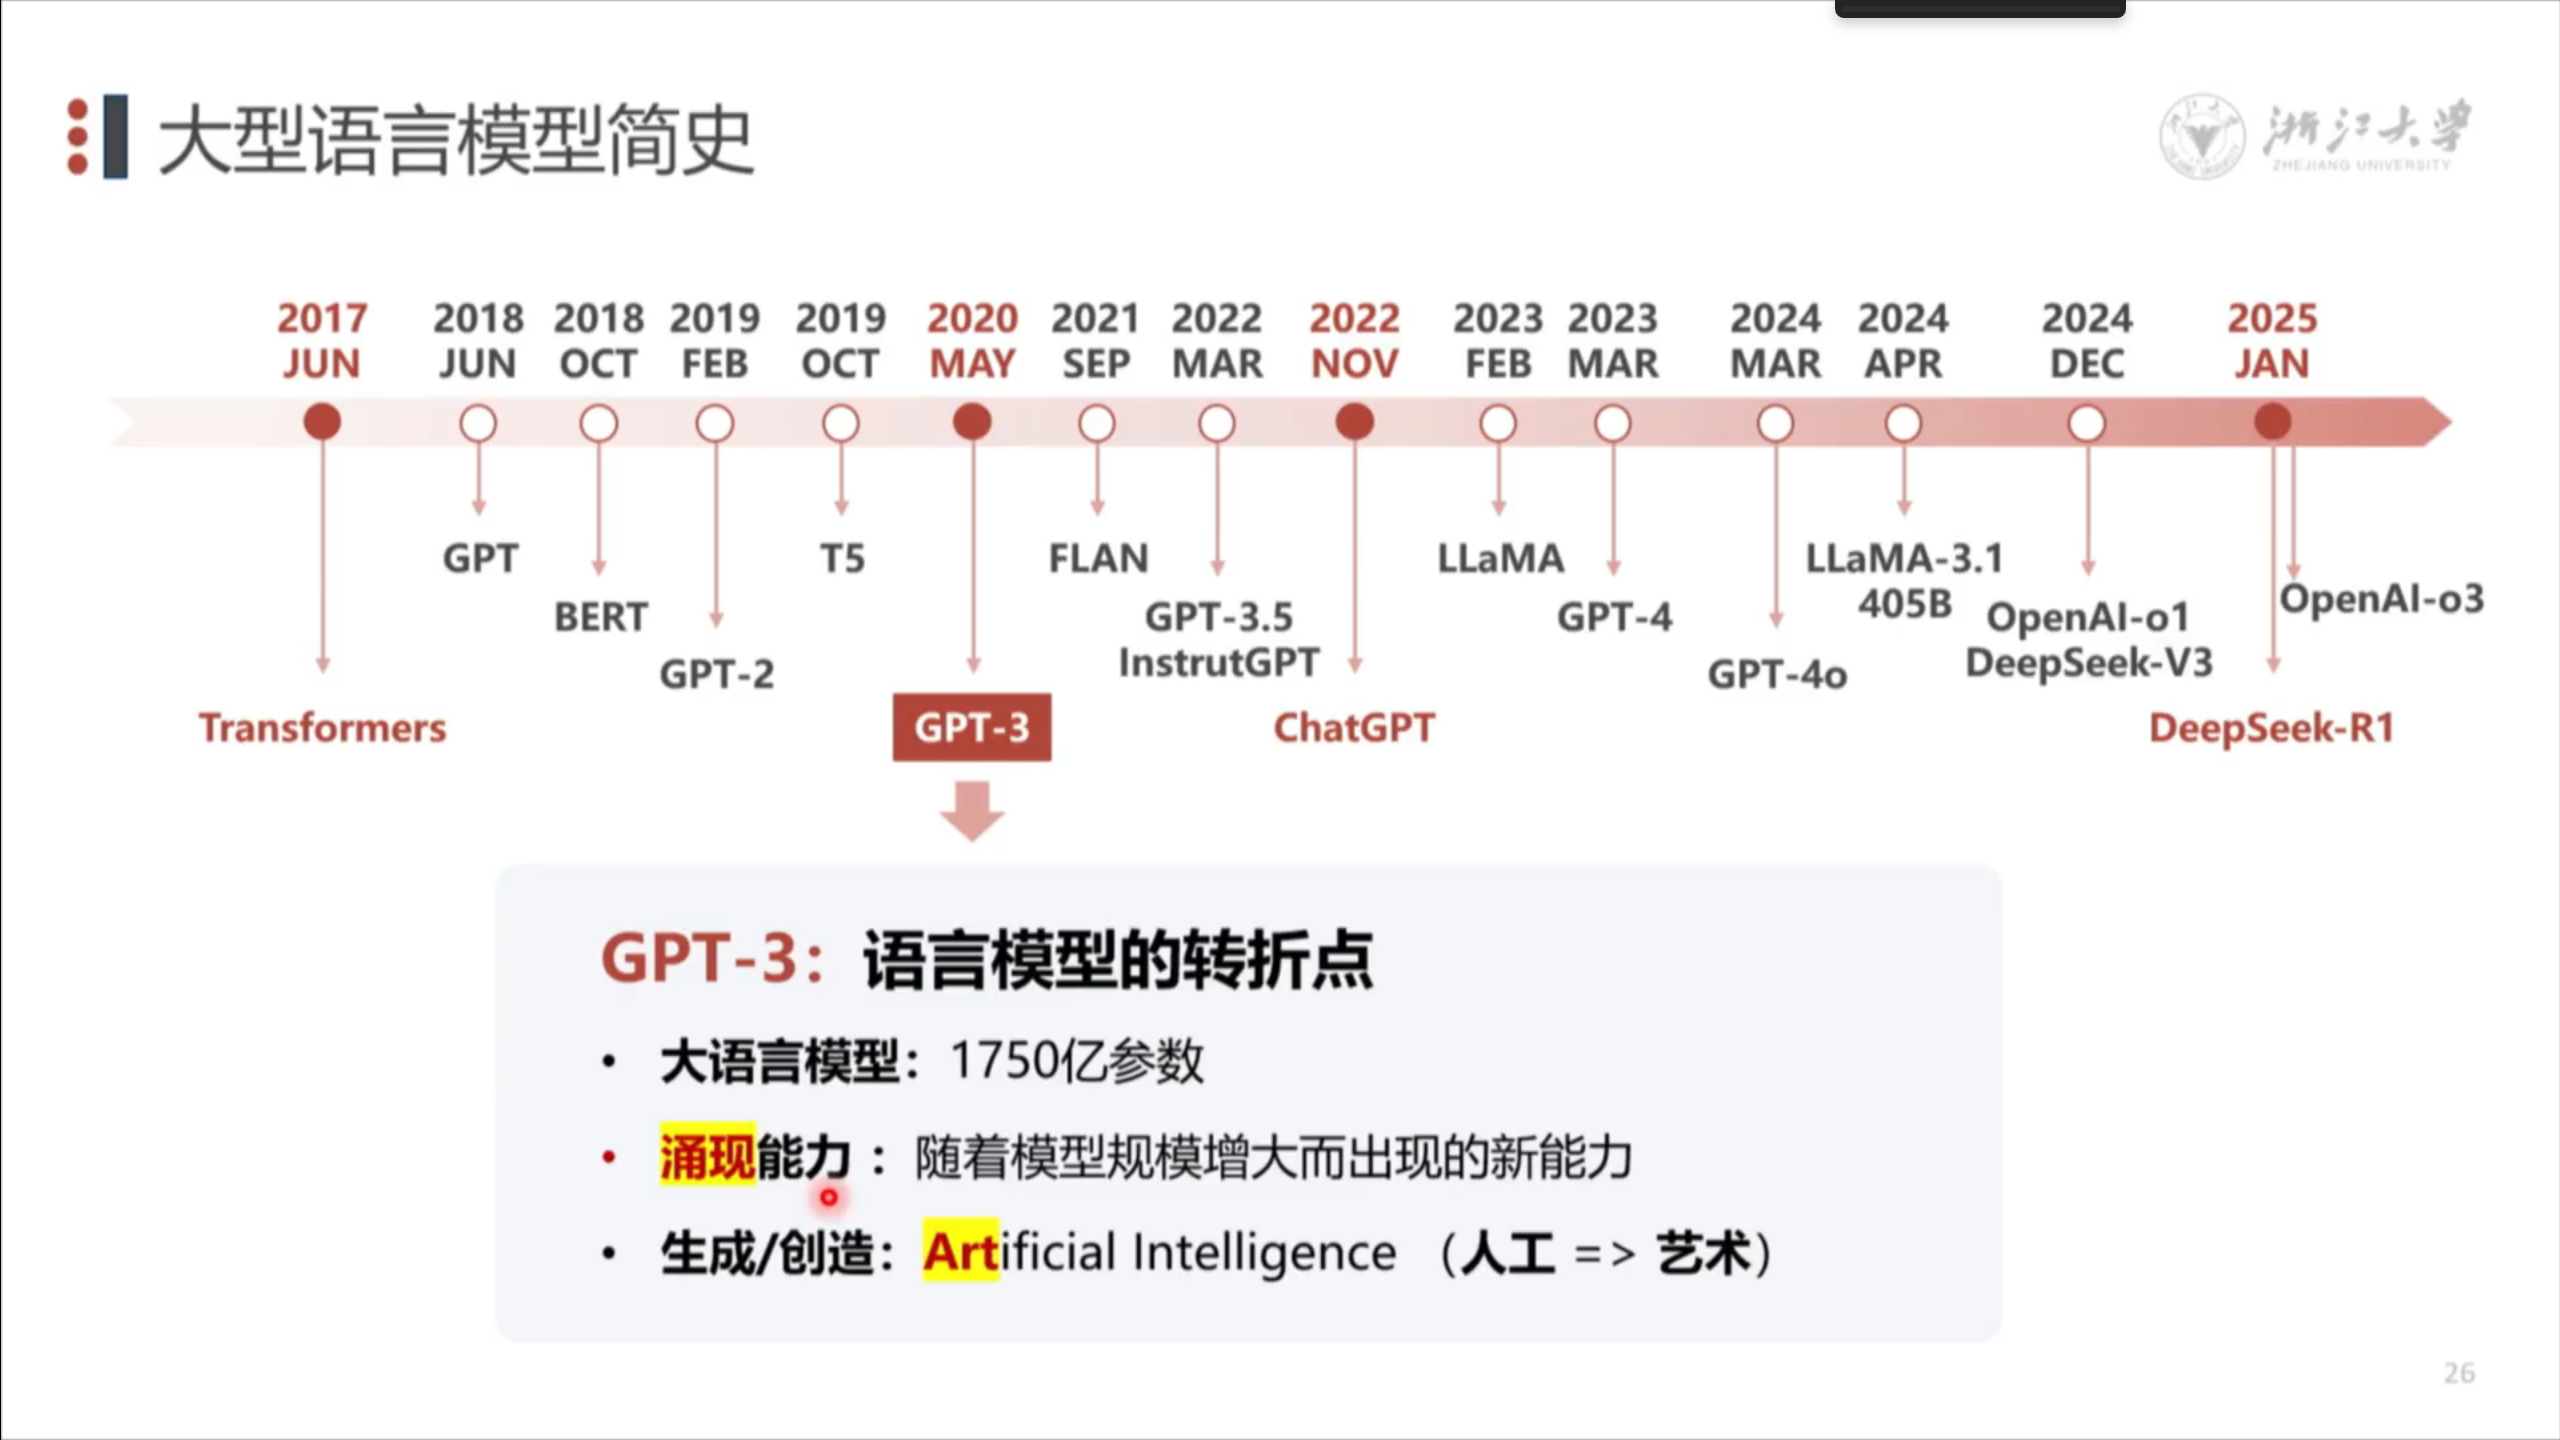 大型语言模型简史
浙江大学
ZHEJIANG UNIVERSITY
2017 JUN
2018 JUN
2018 OCT
2019 FEB
2019 OCT
2020 MAY
2021 SEP
2022 MAR
2022 NOV
2023 FEB
2023 MAR
2024 MAR
2024 APR
2024 DEC
2025 JAN
Transformers
GPT
BERT
GPT-2
T5
GPT-3
FLAN
GPT-3.5
InstrutGPT
ChatGPT
LLaMA
GPT-4
GPT-4o
LLaMA-3.1
405B
OpenAI-o1
DeepSeek-V3
OpenAI-o3
DeepSeek-R1
GPT-3：语言模型的转折点
• 大语言模型：1750亿参数
• 涌现能力 ：随着模型规模增大而出现的新能力
• 生成/创造：Artificial Intelligence （人工 => 艺术）
26